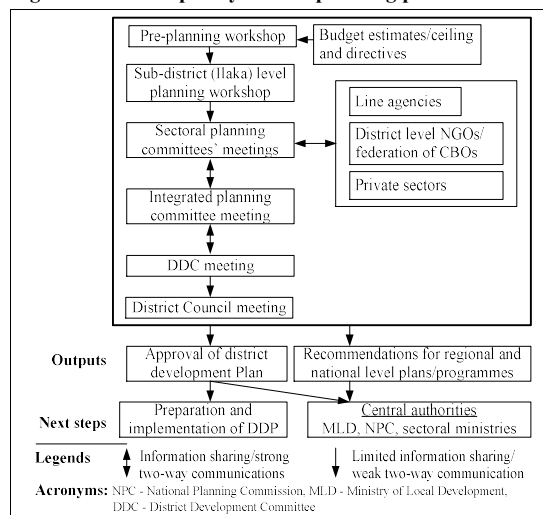 Pre-planning workshop
Budget estimates/ceiling
and directives
Sub-district (Ilaka) level
planning workshop
Line agencies
Sectoral planning
committees' meetings
District level NGOs/
federation of CBOs
Private sectors
Integrated planning
committee meeting
DDC meeting
District Council meeting
Outputs
Approval of district
development Plan
Recommendations for regional and
national level plans/programmes
Next steps
Preparation and
implementation of DDP
Central authorities
MLD, NPC, sectoral ministries
Legends
Information sharing/strong
two-way communications
Limited information sharing/
weak two-way communication
Acronyms: NPC - National Planning Commission, MLD - Ministry of Local Development,
DDC - District Development Committee